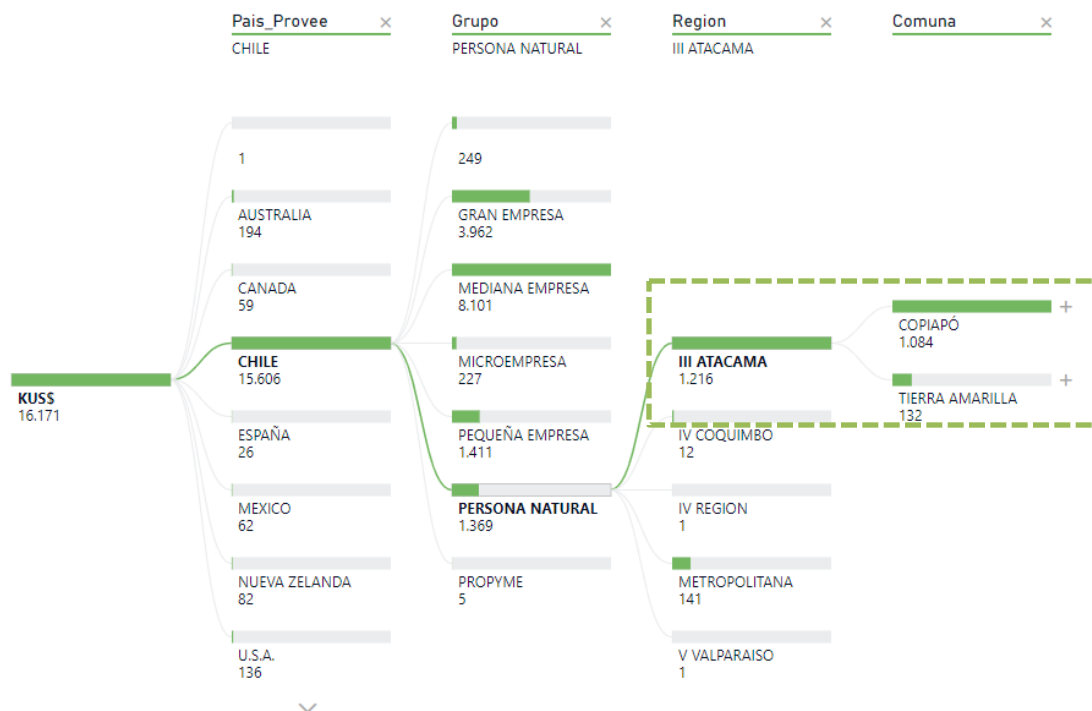 Pais_Provee
CHILE
Grupo
PERSONA NATURAL
Region
III ATACAMA
Comuna
KUS$
16.171
1
AUSTRALIA
194
CANADA
59
CHILE
15.606
ESPAÑA
26
MEXICO
62
NUEVA ZELANDA
82
U.S.A.
136
249
GRAN EMPRESA
3.962
MEDIANA EMPRESA
8.101
MICROEMPRESA
227
PEQUEÑA EMPRESA
1.411
PERSONA NATURAL
1.369
PROPYME
5
III ATACAMA
1.216
IV COQUIMBO
12
IV REGION
1
METROPOLITANA
141
V VALPARAISO
1
COPIAPÓ
1.084
TIERRA AMARILLA
132